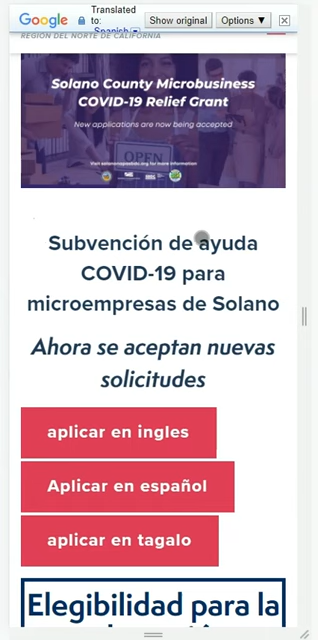 Google
Translated
to:
Spanish
Show original
Options ▼
REGION DEL NORTE DE CALIFORNIA
Solano County Microbusiness
COVID-19 Relief Grant
New applications are now being accepted
OPEN
Subvención de ayuda
COVID-19 para
microempresas de Solano
Ahora se aceptan nuevas
solicitudes
aplicar en ingles
Aplicar en español
aplicar en tagalo
Elegibilidad para la